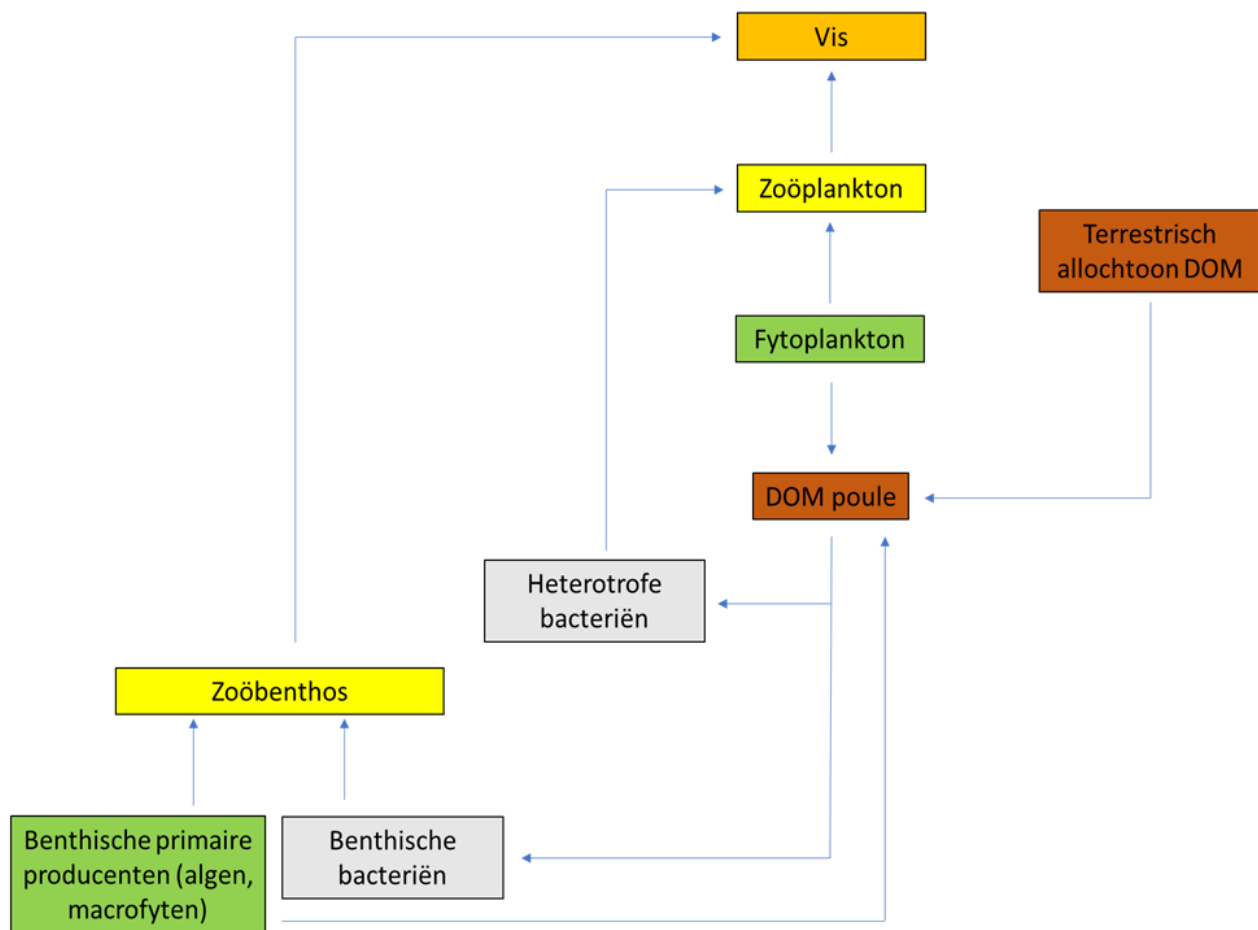 Vis
Zoöplankton
Terrestrisch
allochtoon DOM
Fytoplankton
DOM poule
Heterotrofe
bacteriën
Zoöbenthos
Benthische primaire
producenten (algen,
macrofyten)
Benthische
bacteriën